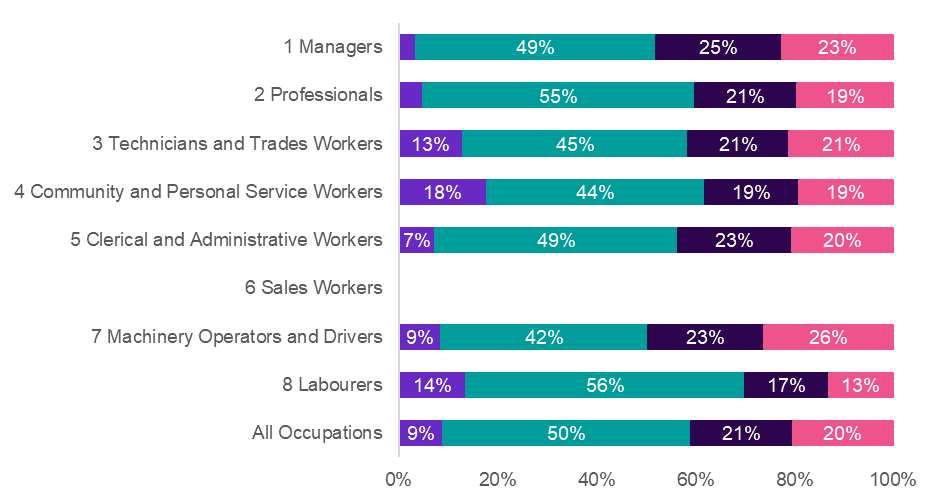 1 Managers 49% 25% 23%
2 Professionals 55% 21% 19%
3 Technicians and Trades Workers 13% 45% 21% 21%
4 Community and Personal Service Workers 18% 44% 19% 19%
5 Clerical and Administrative Workers 7% 49% 23% 20%
6 Sales Workers
7 Machinery Operators and Drivers 9% 42% 23% 26%
8 Labourers 14% 56% 17% 13%
All Occupations 9% 50% 21% 20%
0% 20% 40% 60% 80% 100%